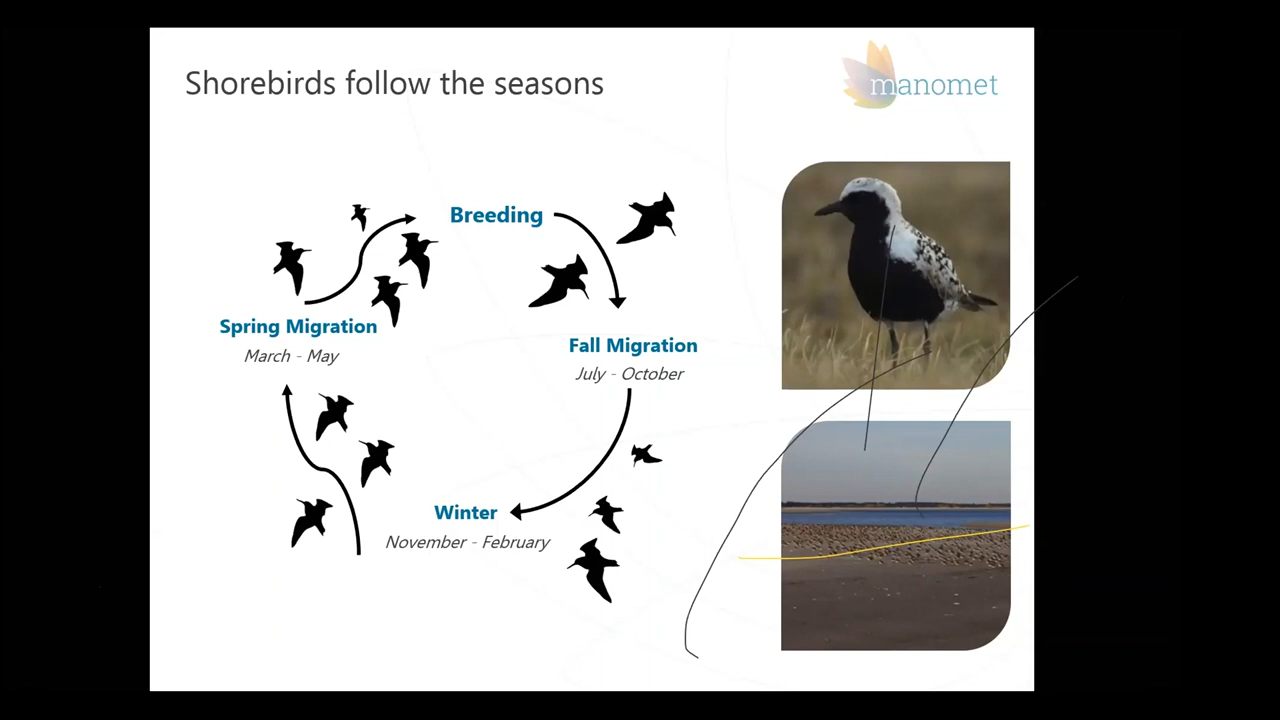 Shorebirds follow the seasons
manomet
Breeding
Spring Migration
March - May
Fall Migration
July - October
Winter
November - February